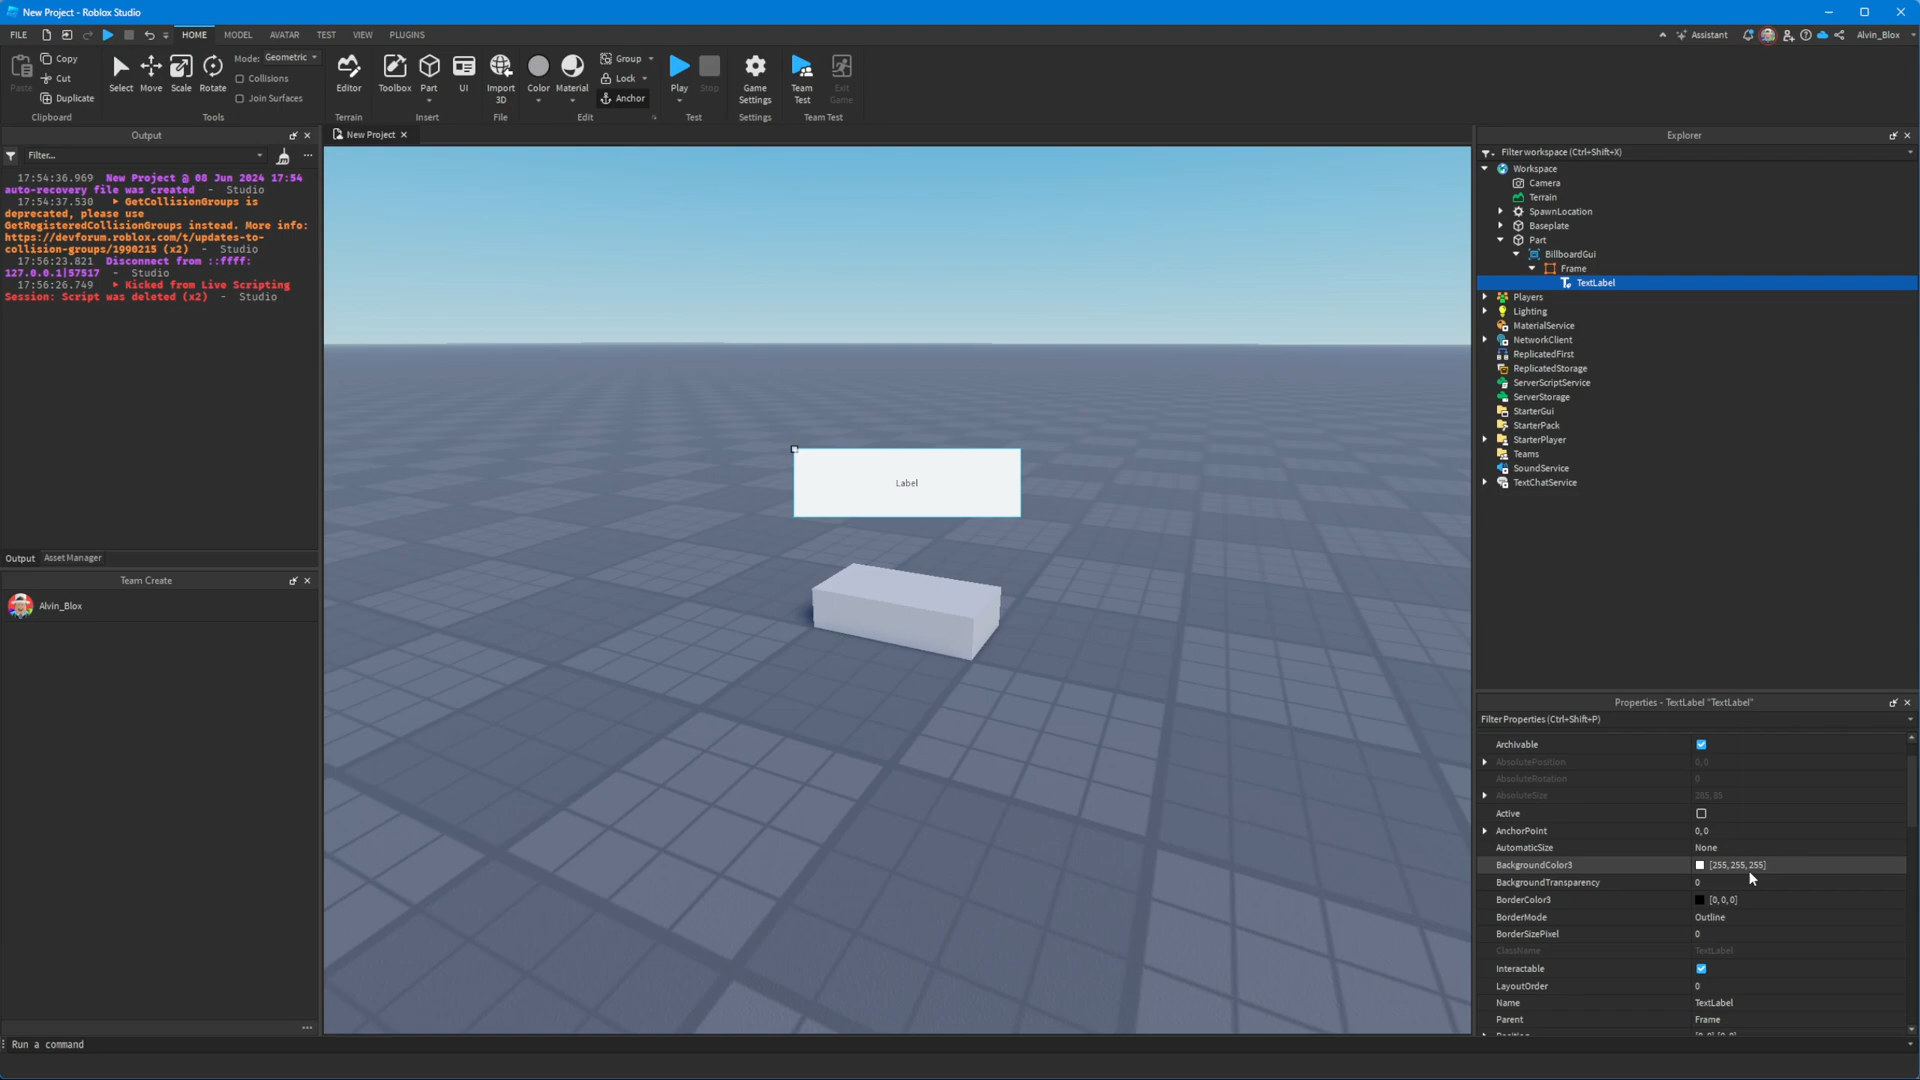 New Project - Roblox Studio
FILE HOME MODEL AVATAR TEST VIEW PLUGINS Assistant Alvin_Blox
Paste Copy Cut Duplicate Clipboard
Select Move Scale Rotate Mode: Geometric Collisions Join Surfaces Tools
Editor Terrain
Toolbox Part UI Insert
Import 3D File
Color Material Group Lock Anchor Edit
Play Stop Test
Game Settings Settings
Team Test Exit Game Team Test
Output
Filter...
17:54:36.969 New Project @ 08 Jun 2024 17:54
auto-recovery file was created - Studio
17:54:37.530 ▸ GetCollisionGroups is
deprecated, please use
GetRegisteredCollisionGroups instead. More info:
https://devforum.roblox.com/t/updates-to-
collision-groups/1990215 (x2) - Studio
17:56:23.821 Disconnect from ::ffff:
127.0.0.1|57517 - Studio
17:56:26.749 ▸ Kicked from Live Scripting
Session: Script was deleted (x2) - Studio
Output Asset Manager
Team Create
Alvin_Blox
New Project
Label
Explorer
Filter workspace (Ctrl+Shift+X)
Workspace
Camera
Terrain
SpawnLocation
Baseplate
Part
BillboardGui
Frame
TextLabel
Players
Lighting
MaterialService
NetworkClient
ReplicatedFirst
ReplicatedStorage
ServerScriptService
ServerStorage
StarterGui
StarterPack
StarterPlayer
Teams
SoundService
TextChatService
Properties - TextLabel "TextLabel"
Filter Properties (Ctrl+Shift+P)
Archivable
AbsolutePosition 0, 0
AbsoluteRotation 0
AbsoluteSize 285, 85
Active
AnchorPoint 0, 0
AutomaticSize None
BackgroundColor3 [255, 255, 255]
BackgroundTransparency 0
BorderColor3 [0, 0, 0]
BorderMode Outline
BorderSizePixel 0
ClassName TextLabel
Interactable
LayoutOrder 0
Name TextLabel
Parent Frame
Run a command